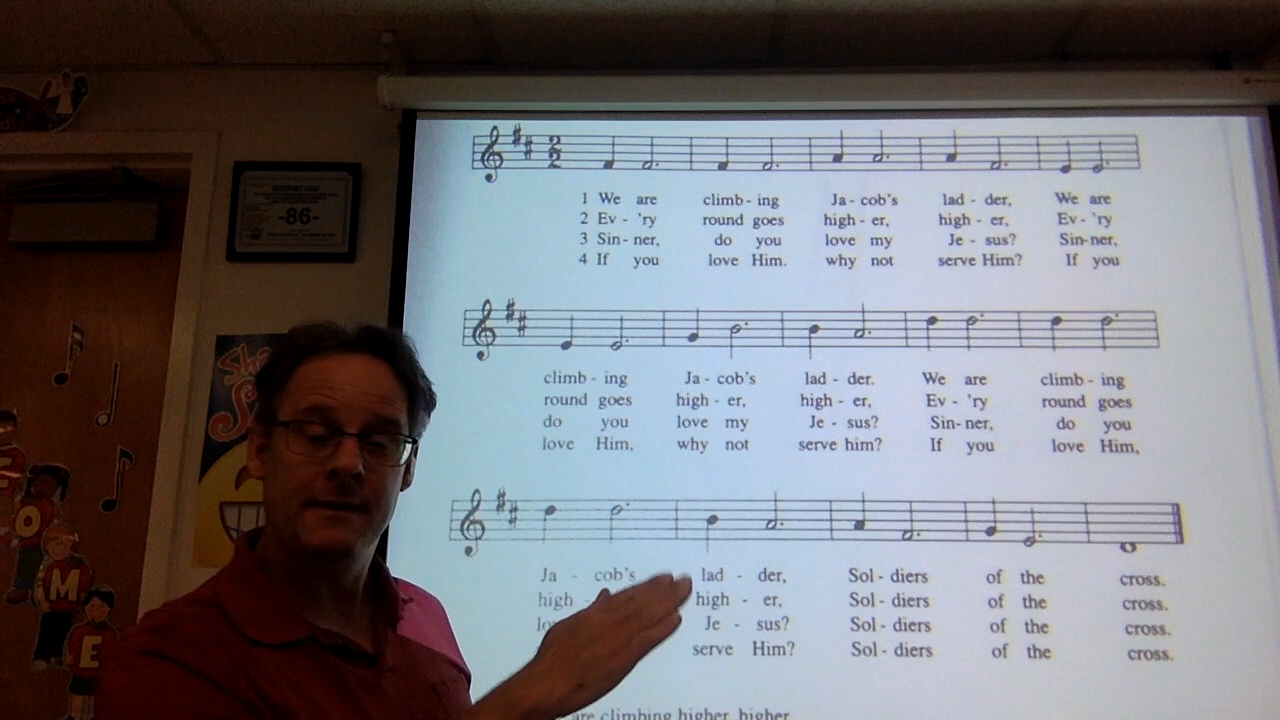 -86-
O
M
E
2
2
1 We are climb - ing Ja - cob's lad - der, We are
2 Ev - 'ry round goes high - er, high - er, Ev - 'ry
3 Sin - ner, do you love my Je - sus? Sin - ner,
4 If you love Him. why not serve Him? If you
climb - ing Ja - cob's lad - der. We are climb - ing
round goes high - er, high - er, Ev - 'ry round goes
do you love my Je - sus? Sin - ner, do you
love Him, why not serve him? If you love Him,
Ja - cob's lad - der, Sol - diers of the cross.
high - high - er, Sol - diers of the cross.
Je - sus? Sol - diers of the cross.
serve Him? Sol - diers of the cross.
are climbing higher, higher